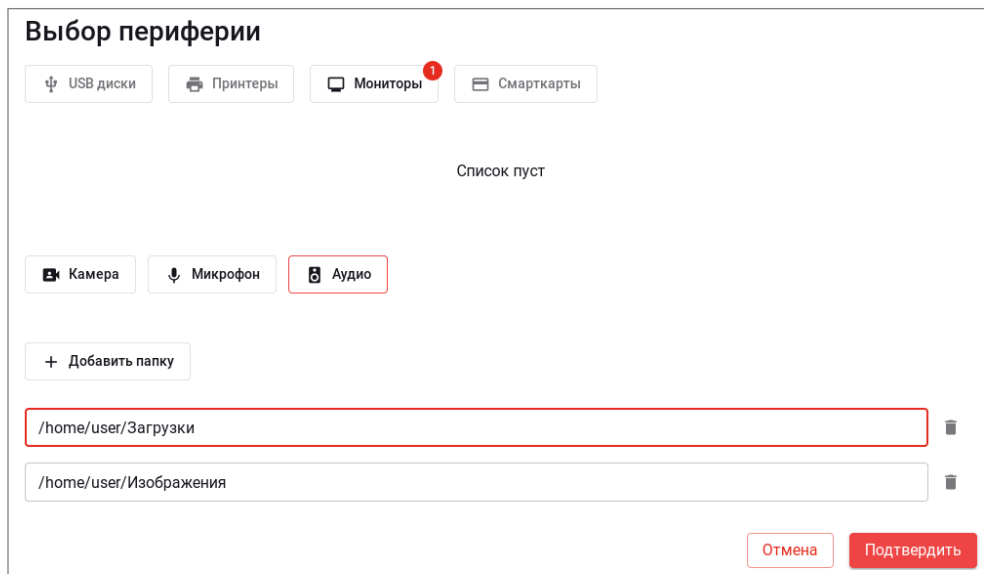 Выбор периферии
USB диски Принтеры Мониторы 1 Смарткарты
Список пуст
Камера Микрофон Аудио
Добавить папку
/home/user/Загрузки
/home/user/Изображения
Отмена Подтвердить